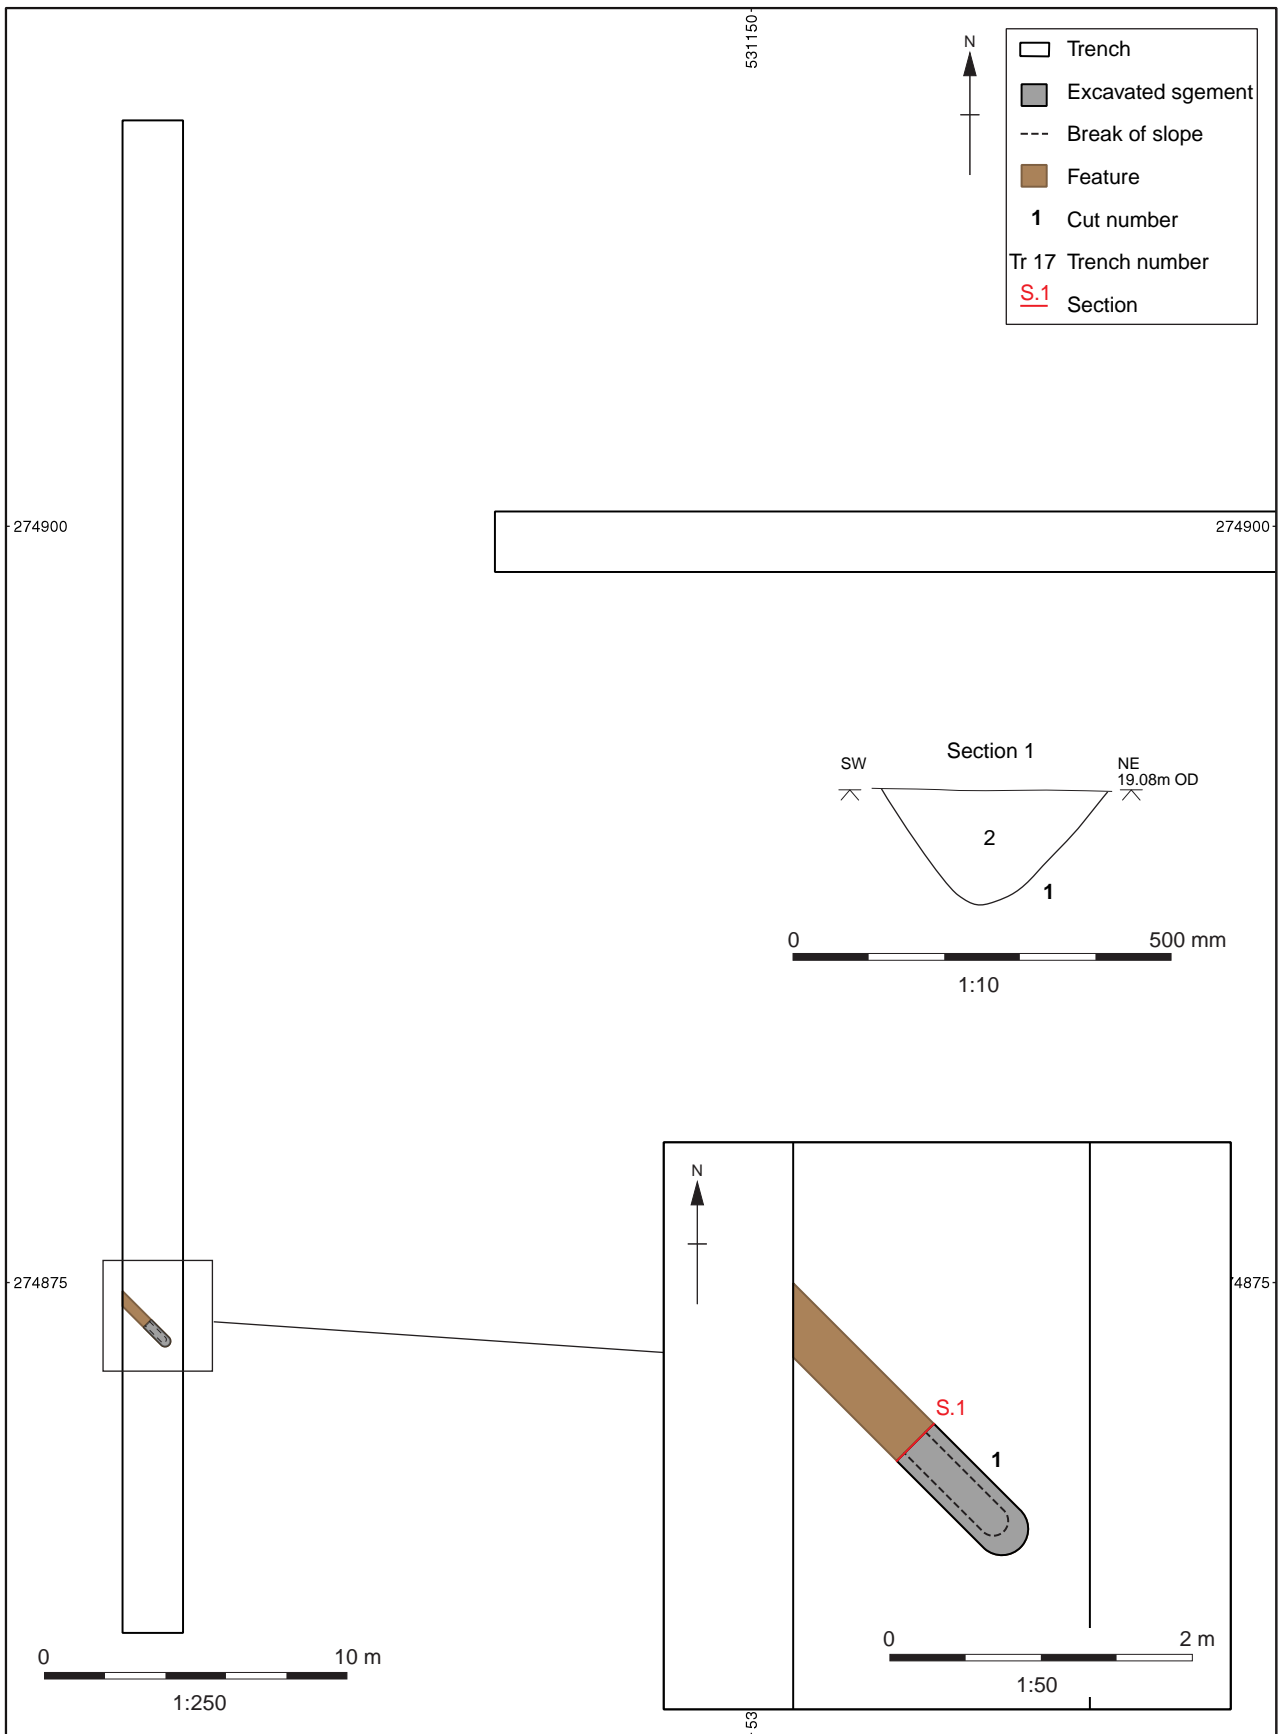 531150
N
Trench
Excavated sgement
Break of slope
Feature
1 Cut number
Tr 17 Trench number
S.1 Section
274900
274900
Section 1
SW
NE
19.08m OD
2
1
0 500 mm
1:10
274875
74875
N
S.1
1
0 10 m
1:250
0 2 m
1:50
53